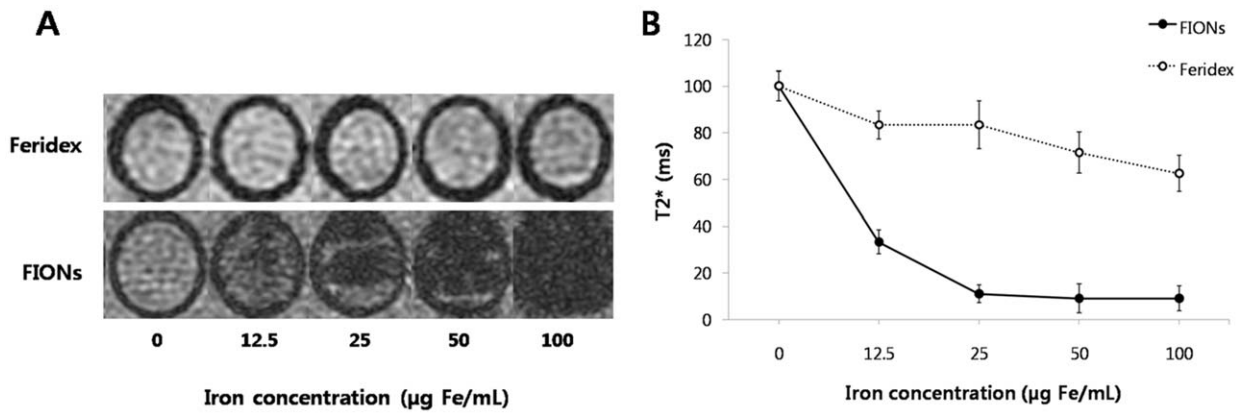 A
Feridex
FIONs
0 12.5 25 50 100
Iron concentration (μg Fe/mL)
B
FIONs
Feridex
120
100
80
60
40
20
0
T2* (ms)
0 12.5 25 50 100
Iron concentration (μg Fe/mL)